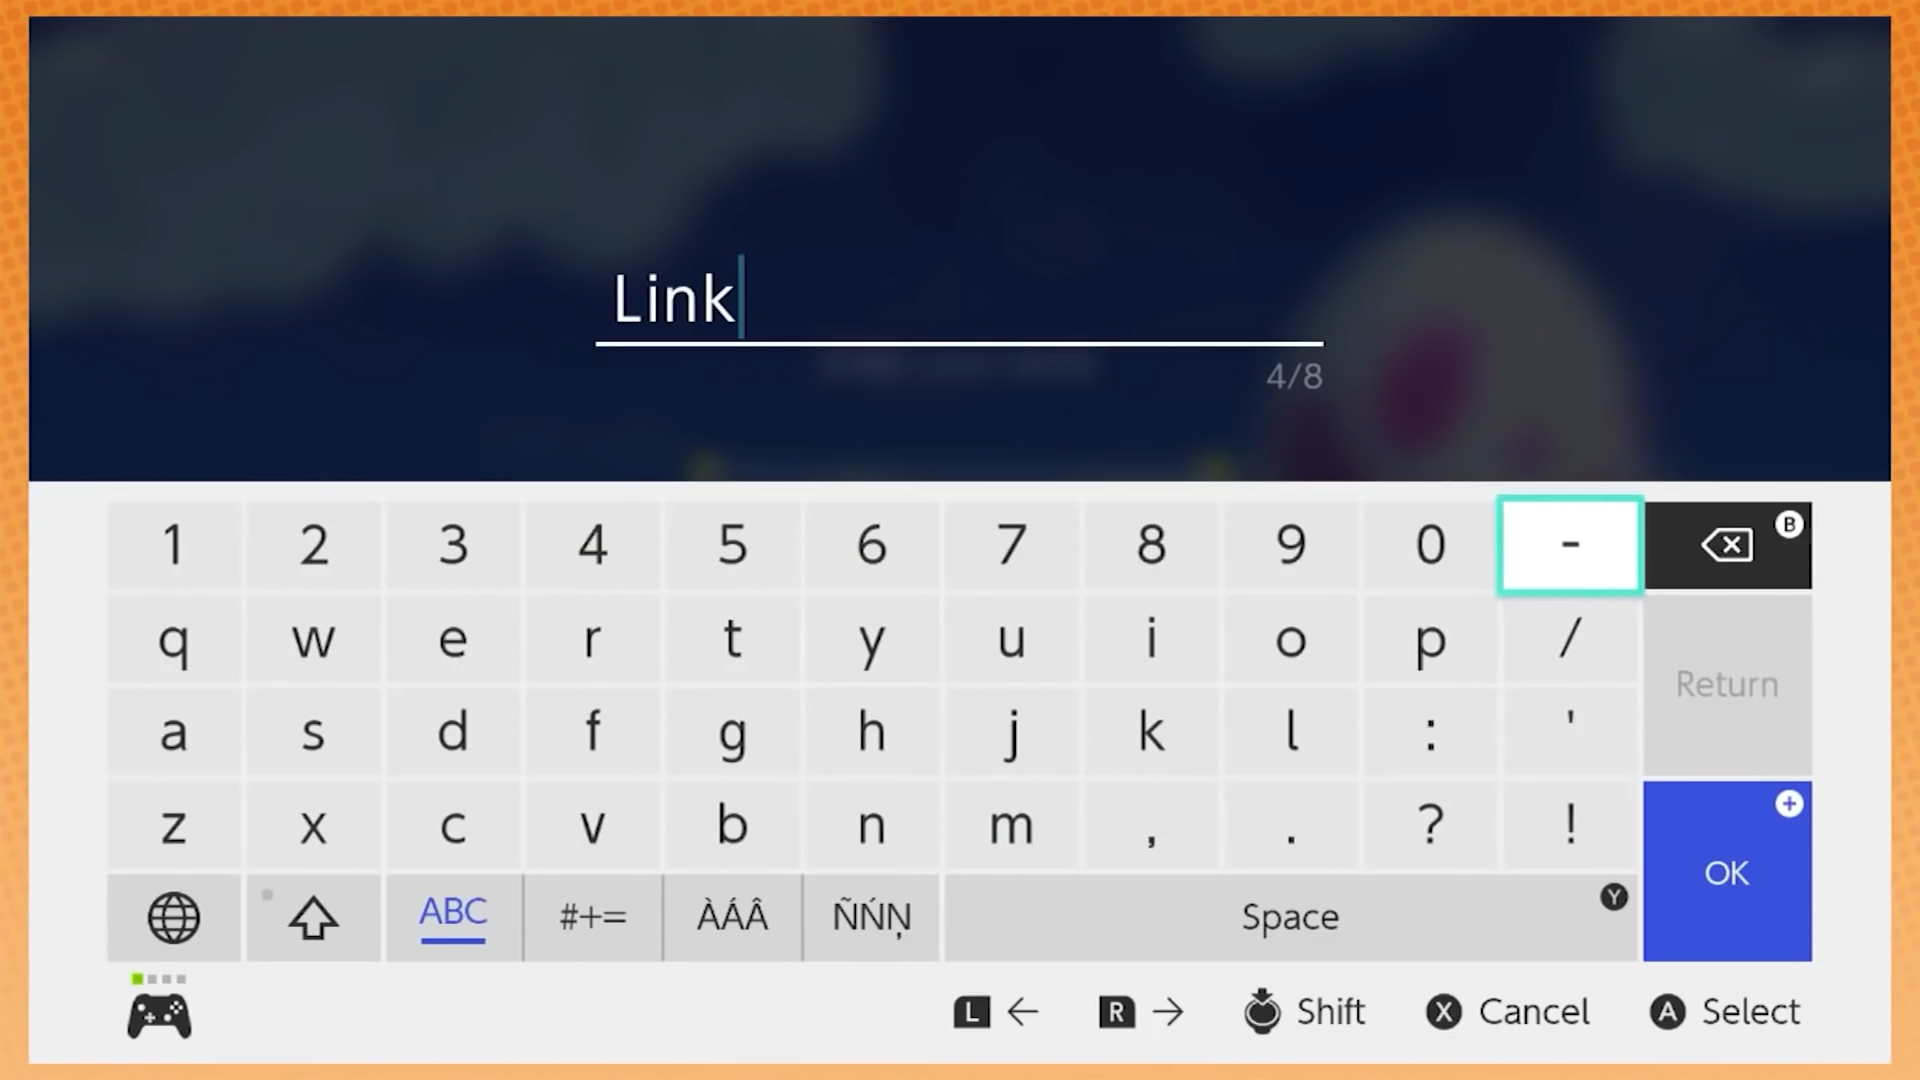 Link
4/8
1 2 3 4 5 6 7 8 9 0 - B
q w e r t y u i o p /
Return
a s d f g h j k l : '
z x c v b n m , . ? ! +
OK
ABC #+= ÀÁÂ ÑŃŅ Space Y
L ← R → Shift X Cancel A Select